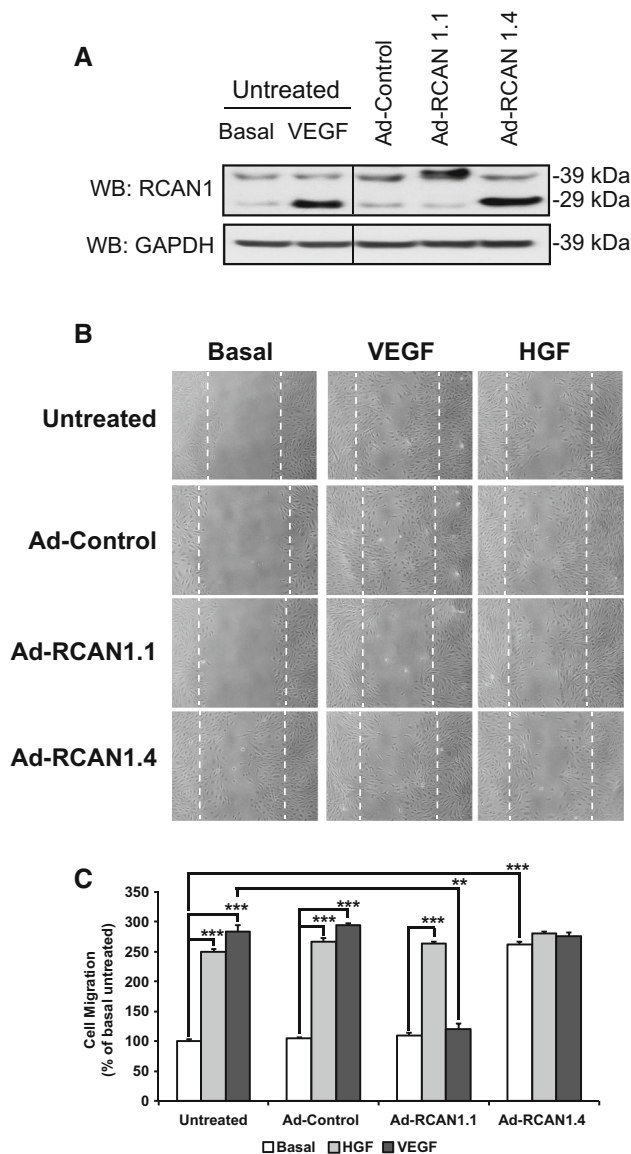 A
Untreated
Basal VEGF
Ad-Control
Ad-RCAN 1.1
Ad-RCAN 1.4
WB: RCAN1
-39 kDa
-29 kDa
WB: GAPDH
-39 kDa
B
Basal VEGF HGF
Untreated
Ad-Control
Ad-RCAN1.1
Ad-RCAN1.4
C
***
**
***
***
***
***
***
Cell Migration
(% of basal untreated)
350
300
250
200
150
100
50
0
Untreated Ad-Control Ad-RCAN1.1 Ad-RCAN1.4
Basal HGF VEGF